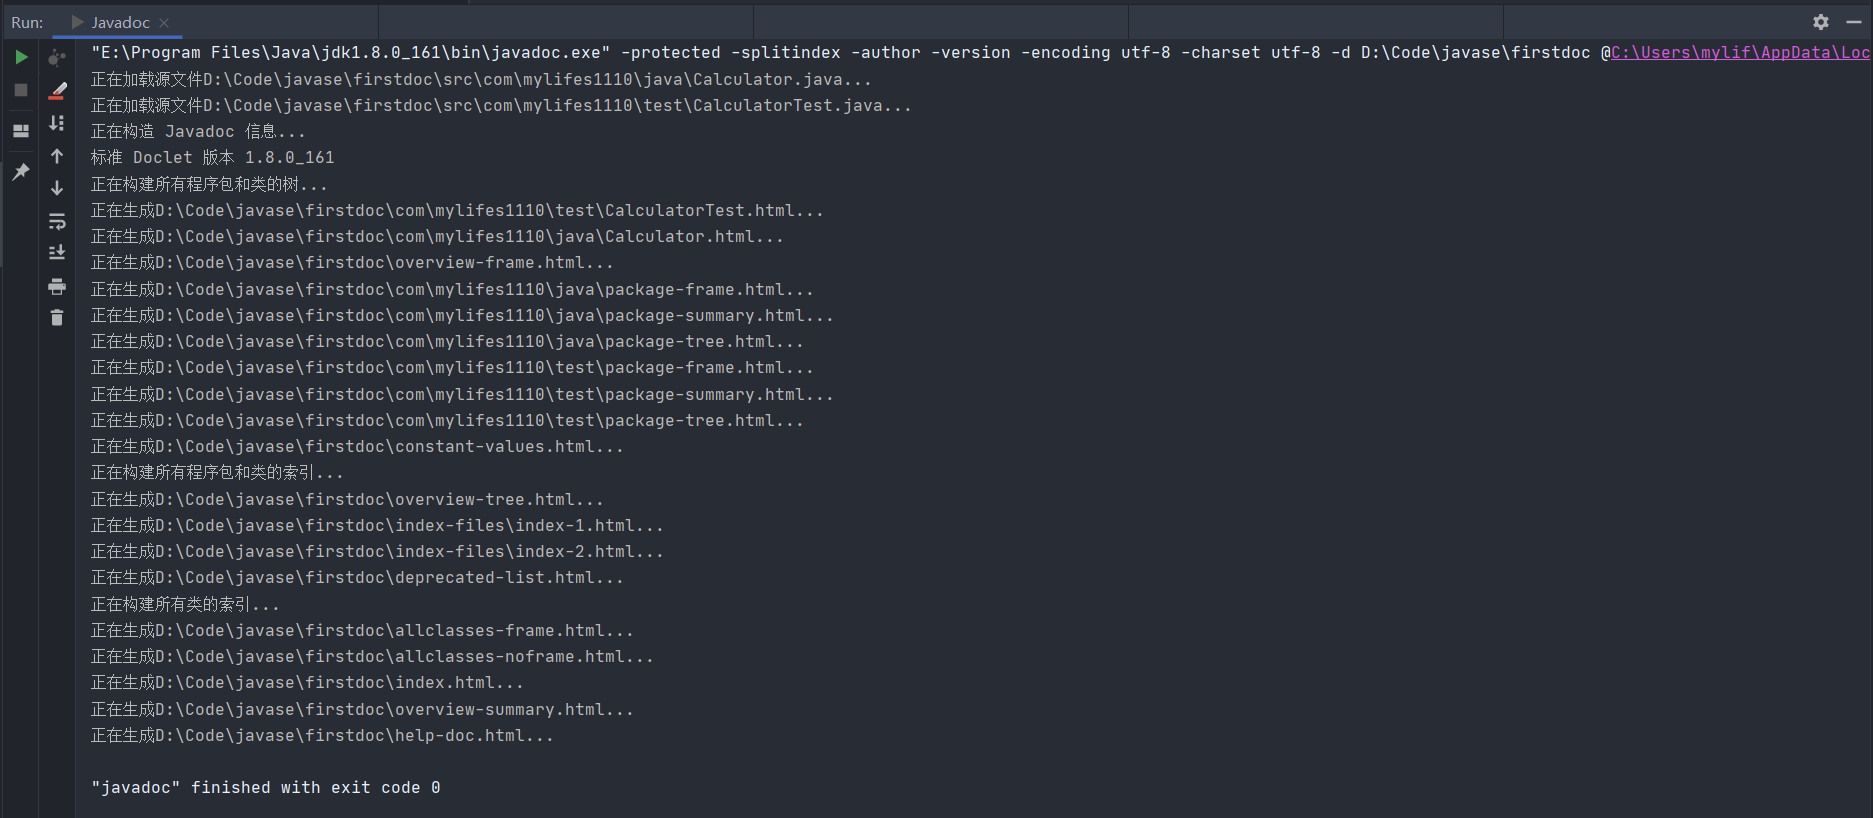 Run: Javadoc
"E:\Program Files\Java\jdk1.8.0_161\bin\javadoc.exe" -protected -splitindex -author -version -encoding utf-8 -charset utf-8 -d D:\Code\javase\firstdoc @C:\Users\mylif\AppData\Loc
正在加载源文件D:\Code\javase\firstdoc\src\com\mylifes1110\java\Calculator.java...
正在加载源文件D:\Code\javase\firstdoc\src\com\mylifes1110\test\CalculatorTest.java...
正在构造 Javadoc 信息...
标准 Doclet 版本 1.8.0_161
正在构建所有程序包和类的树...
正在生成D:\Code\javase\firstdoc\com\mylifes1110\test\CalculatorTest.html...
正在生成D:\Code\javase\firstdoc\com\mylifes1110\java\Calculator.html...
正在生成D:\Code\javase\firstdoc\overview-frame.html...
正在生成D:\Code\javase\firstdoc\com\mylifes1110\java\package-frame.html...
正在生成D:\Code\javase\firstdoc\com\mylifes1110\java\package-summary.html...
正在生成D:\Code\javase\firstdoc\com\mylifes1110\java\package-tree.html...
正在生成D:\Code\javase\firstdoc\com\mylifes1110\test\package-frame.html...
正在生成D:\Code\javase\firstdoc\com\mylifes1110\test\package-summary.html...
正在生成D:\Code\javase\firstdoc\com\mylifes1110\test\package-tree.html...
正在生成D:\Code\javase\firstdoc\constant-values.html...
正在构建所有程序包和类的索引...
正在生成D:\Code\javase\firstdoc\overview-tree.html...
正在生成D:\Code\javase\firstdoc\index-files\index-1.html...
正在生成D:\Code\javase\firstdoc\index-files\index-2.html...
正在生成D:\Code\javase\firstdoc\deprecated-list.html...
正在构建所有类的索引...
正在生成D:\Code\javase\firstdoc\allclasses-frame.html...
正在生成D:\Code\javase\firstdoc\allclasses-noframe.html...
正在生成D:\Code\javase\firstdoc\index.html...
正在生成D:\Code\javase\firstdoc\overview-summary.html...
正在生成D:\Code\javase\firstdoc\help-doc.html...
"javadoc" finished with exit code 0